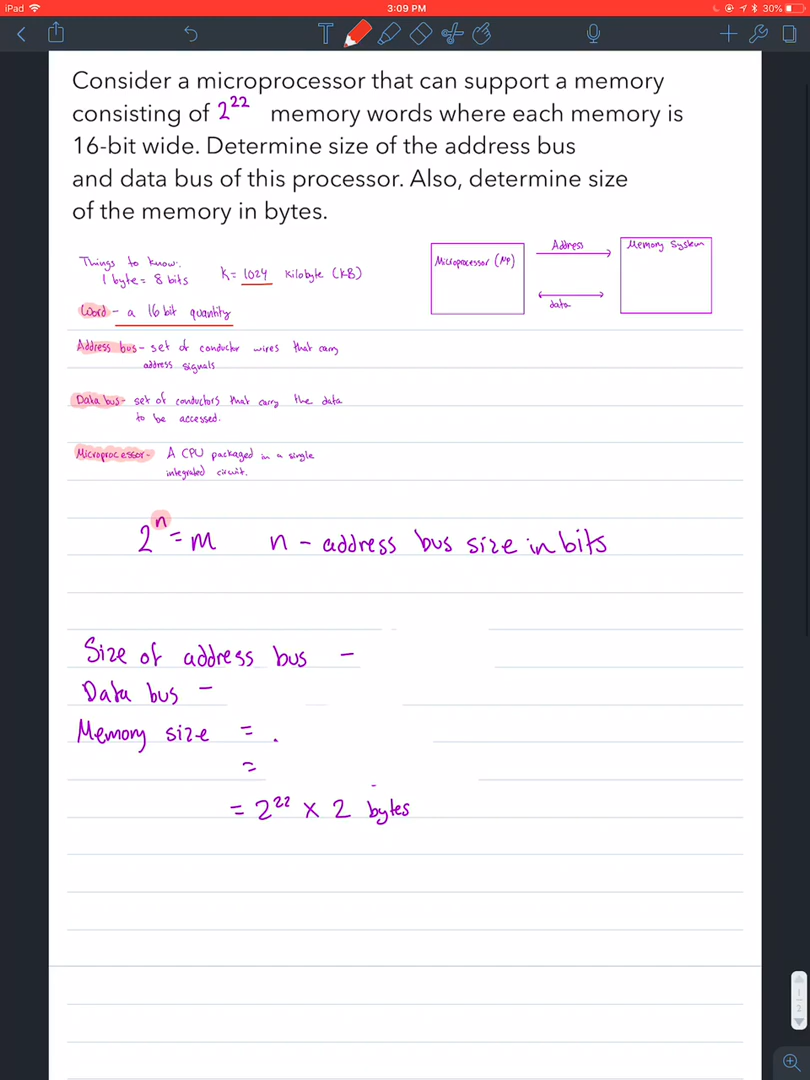 iPad 3:09 PM 30%
Consider a microprocessor that can support a memory
consisting of 2²² memory words where each memory is
16-bit wide. Determine size of the address bus
and data bus of this processor. Also, determine size
of the memory in bytes.
Things to know:
1 byte = 8 bits K = 1024 kilobyte (KB)
Word - a 16 bit quantity
Address bus - set of conductor wires that carry
address signals
Data bus - set of conductors that carry the data
to be accessed.
Microprocessor - A CPU packaged in a single
integrated circuit.
Microprocessor (MP)
Address
data
Memory System
2ⁿ = m n - address bus size in bits
Size of address bus -
Data bus -
Memory size = .
=
= 2²² x 2 bytes